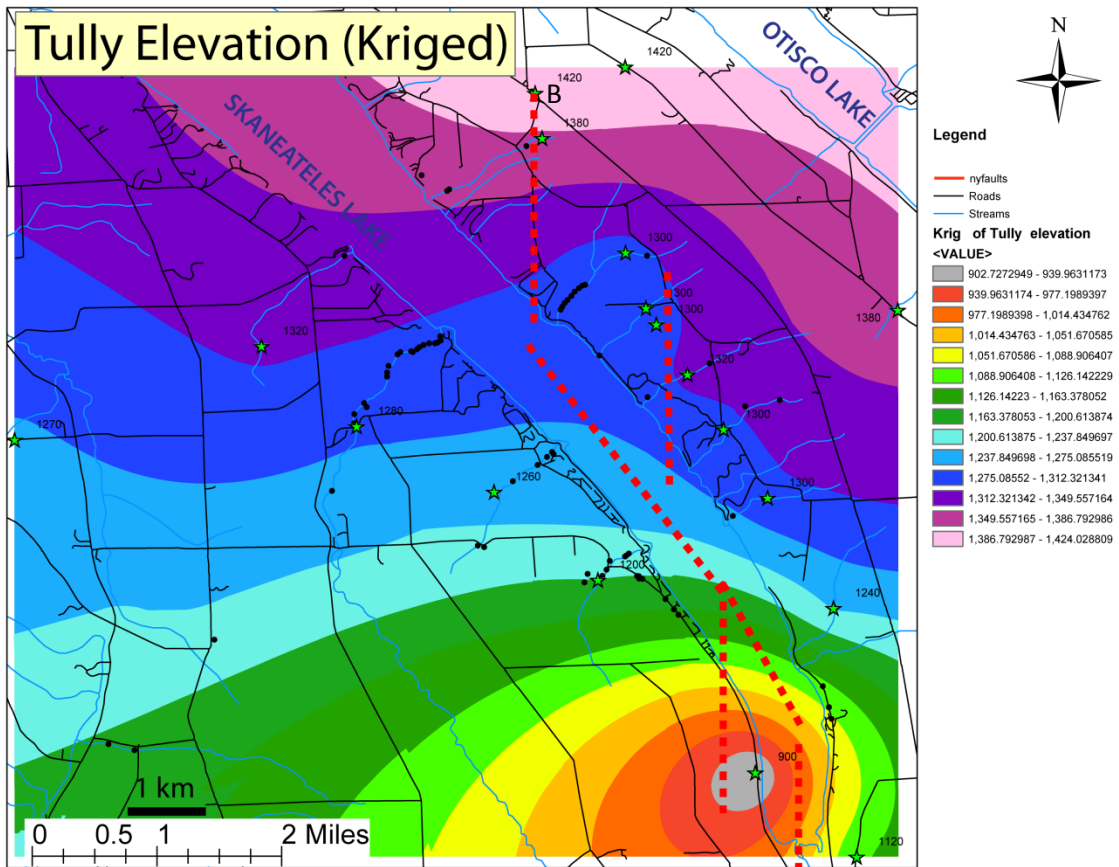 Tully Elevation (Kriged)
OTISCO LAKE
SKANEATELES LAKE
N
1420
1420
B
1380
1300
300
1300
1380
1320
1320
1300
1280
1270
1260
1300
1200
1240
900
1120
1 km
0 0.5 1 2 Miles
Legend
nyfaults
Roads
Streams
Krig of Tully elevation
<VALUE>
902.7272949 - 939.9631173
939.9631174 - 977.1989397
977.1989398 - 1,014.434762
1,014.434763 - 1,051.670585
1,051.670586 - 1,088.906407
1,088.906408 - 1,126.142229
1,126.14223 - 1,163.378052
1,163.378053 - 1,200.613874
1,200.613875 - 1,237.849697
1,237.849698 - 1,275.085519
1,275.08552 - 1,312.321341
1,312.321342 - 1,349.557164
1,349.557165 - 1,386.792986
1,386.792987 - 1,424.028809